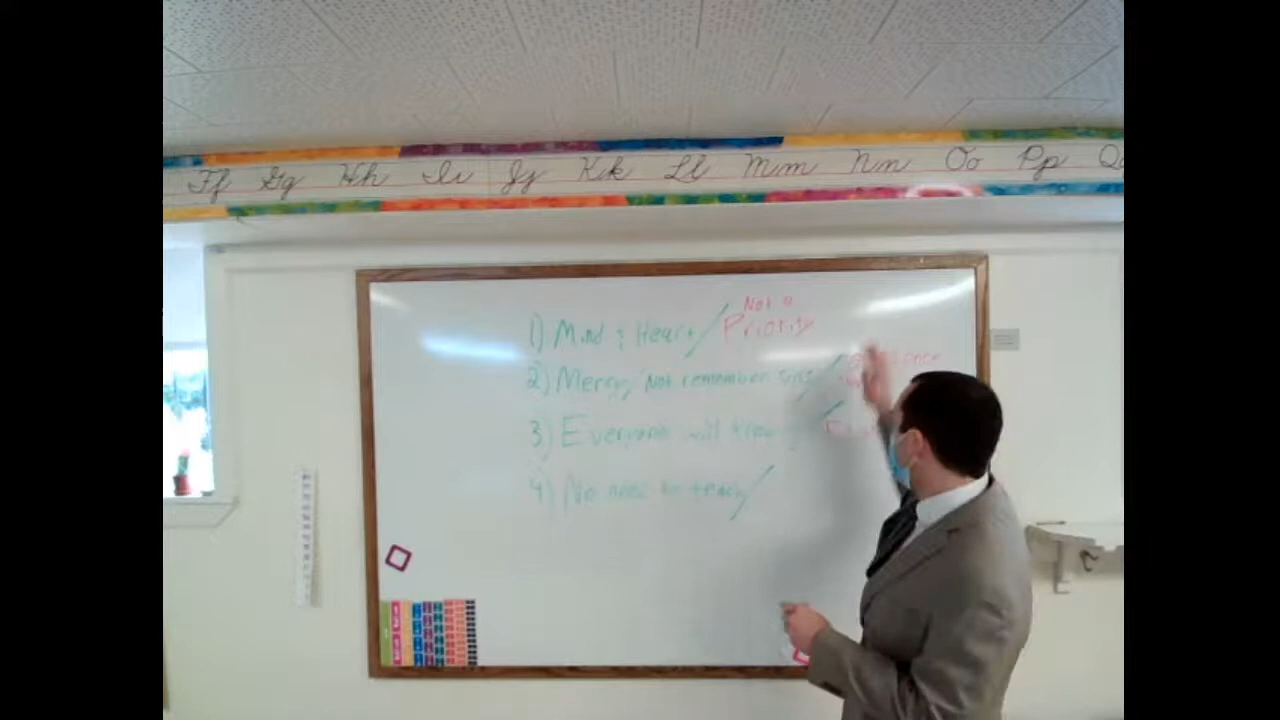 Ff Gg Hh Ii Jj Kk Ll Mm Nn Oo Pp Q
Not a
1) Mind & Heart/ Priority
2) Mercy/Not remember sins/
3) Everyone will know /
4) No need to teach/